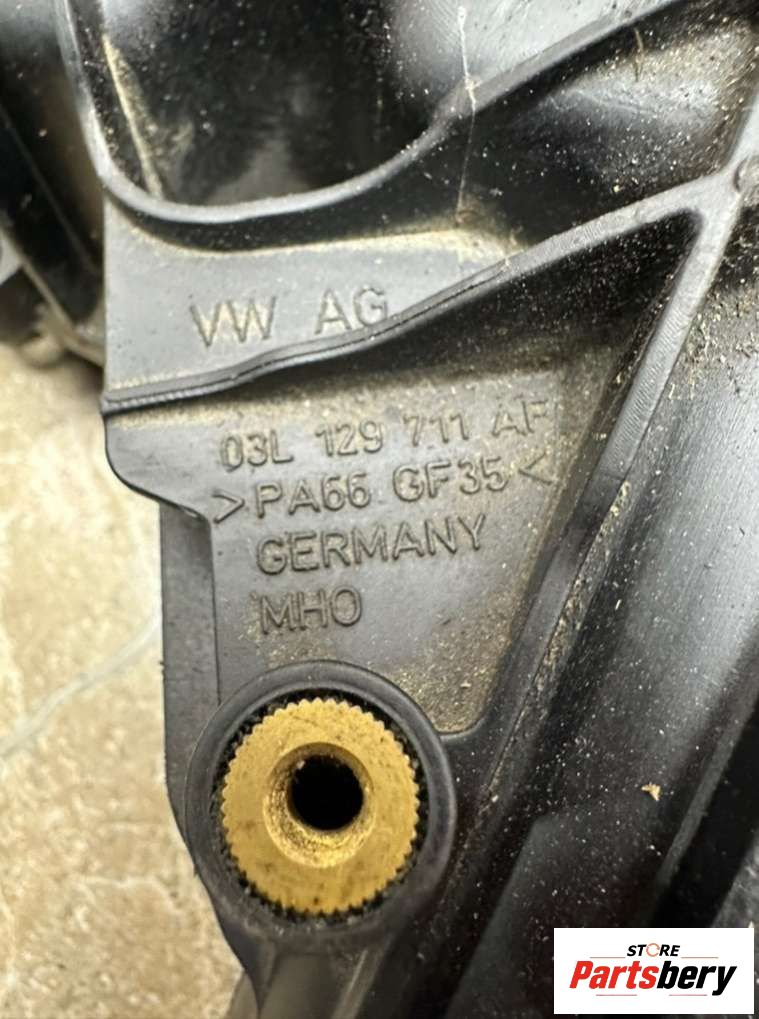 VW AG
03L 129 711 AF
>PA66 GF35<
GERMANY
MHO
STORE
Partsbery